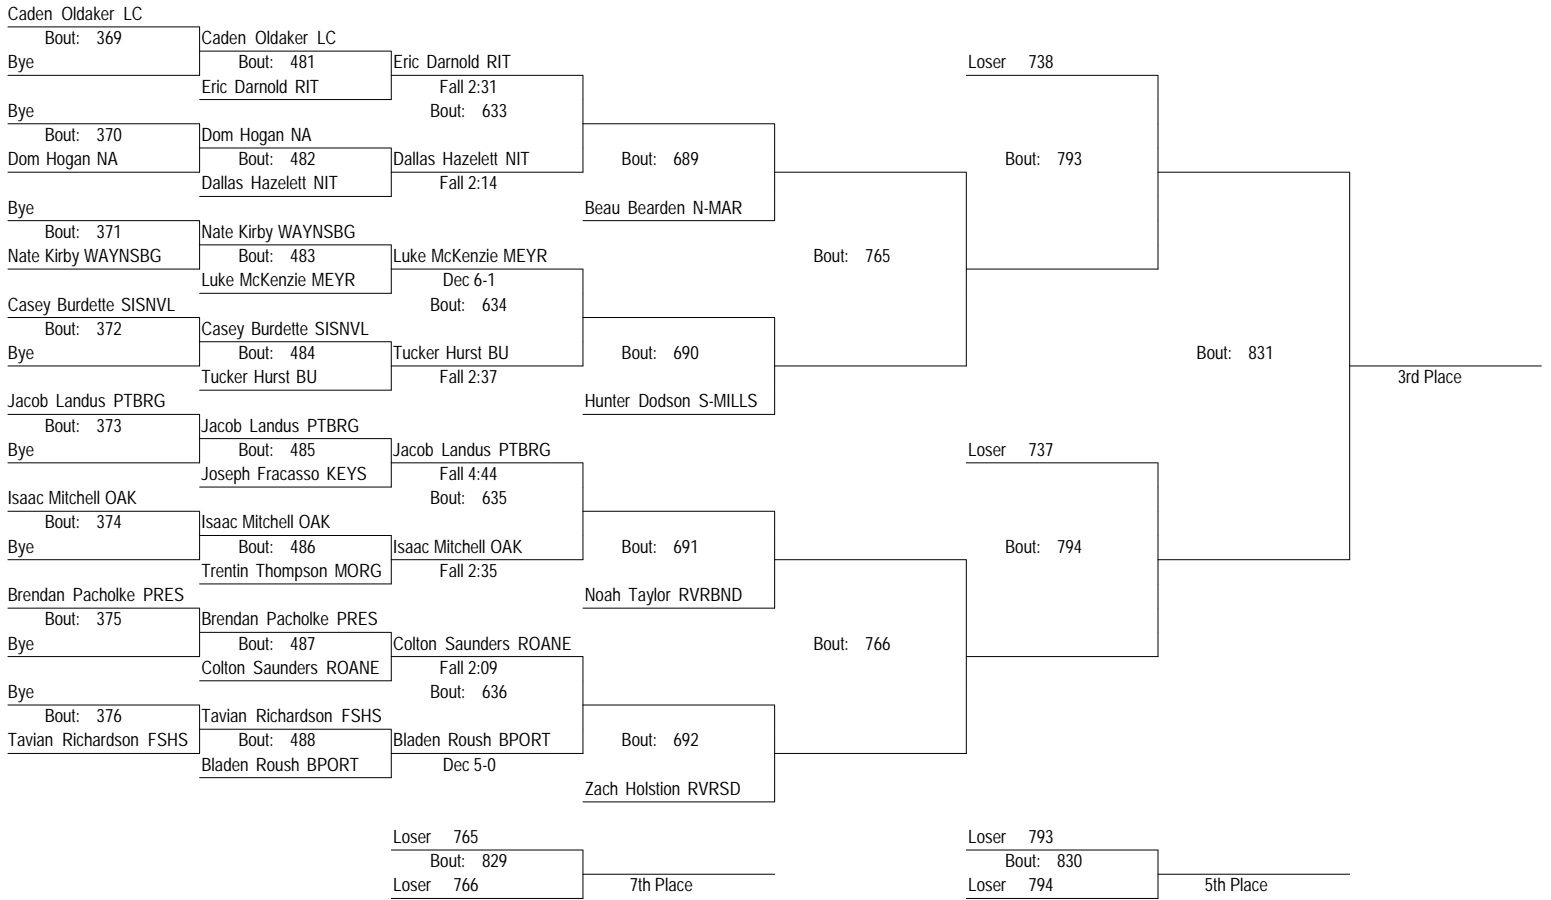 Caden Oldaker LC
Bout: 369
Bye
Bye
Bout: 370
Dom Hogan NA
Bye
Bout: 371
Nate Kirby WAYNSBG
Casey Burdette SISNVL
Bout: 372
Bye
Jacob Landus PTBRG
Bout: 373
Bye
Isaac Mitchell OAK
Bout: 374
Bye
Brendan Pacholke PRES
Bout: 375
Bye
Bye
Bout: 376
Tavian Richardson FSHS
Caden Oldaker LC
Bout: 481
Eric Darnold RIT
Dom Hogan NA
Bout: 482
Dallas Hazelett NIT
Nate Kirby WAYNSBG
Bout: 483
Luke McKenzie MEYR
Casey Burdette SISNVL
Bout: 484
Tucker Hurst BU
Jacob Landus PTBRG
Bout: 485
Joseph Fracasso KEYS
Isaac Mitchell OAK
Bout: 486
Trentin Thompson MORG
Brendan Pacholke PRES
Bout: 487
Colton Saunders ROANE
Tavian Richardson FSHS
Bout: 488
Bladen Roush BPORT
Eric Darnold RIT
Fall 2:31
Bout: 633
Dallas Hazelett NIT
Fall 2:14
Luke McKenzie MEYR
Dec 6-1
Bout: 634
Tucker Hurst BU
Fall 2:37
Jacob Landus PTBRG
Fall 4:44
Bout: 635
Isaac Mitchell OAK
Fall 2:35
Colton Saunders ROANE
Fall 2:09
Bout: 636
Bladen Roush BPORT
Dec 5-0
Bout: 689
Beau Bearden N-MAR
Bout: 690
Hunter Dodson S-MILLS
Bout: 691
Noah Taylor RVRBND
Bout: 692
Zach Holstion RVRSD
Bout: 765
Bout: 766
Loser 738
Bout: 793
Loser 737
Bout: 794
Bout: 831
3rd Place
Loser 765
Bout: 829
Loser 766
7th Place
Loser 793
Bout: 830
Loser 794
5th Place